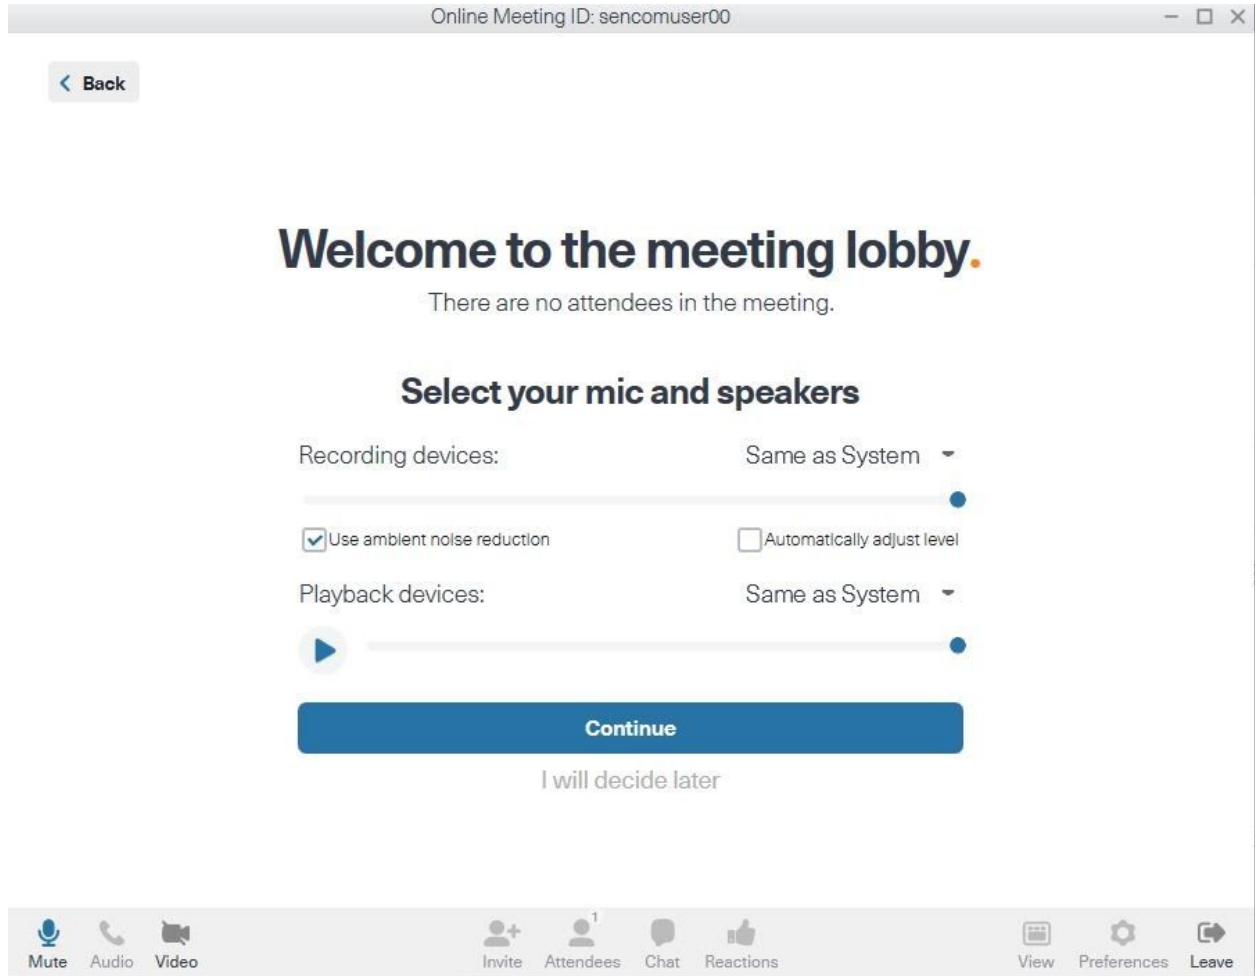 Online Meeting ID: sencomuser00
Back
Welcome to the meeting lobby.
There are no attendees in the meeting.
Select your mic and speakers
Recording devices: Same as System
Use ambient noise reduction Automatically adjust level
Playback devices: Same as System
Continue
I will decide later
1
Mute Audio Video Invite Attendees Chat Reactions View Preferences Leave